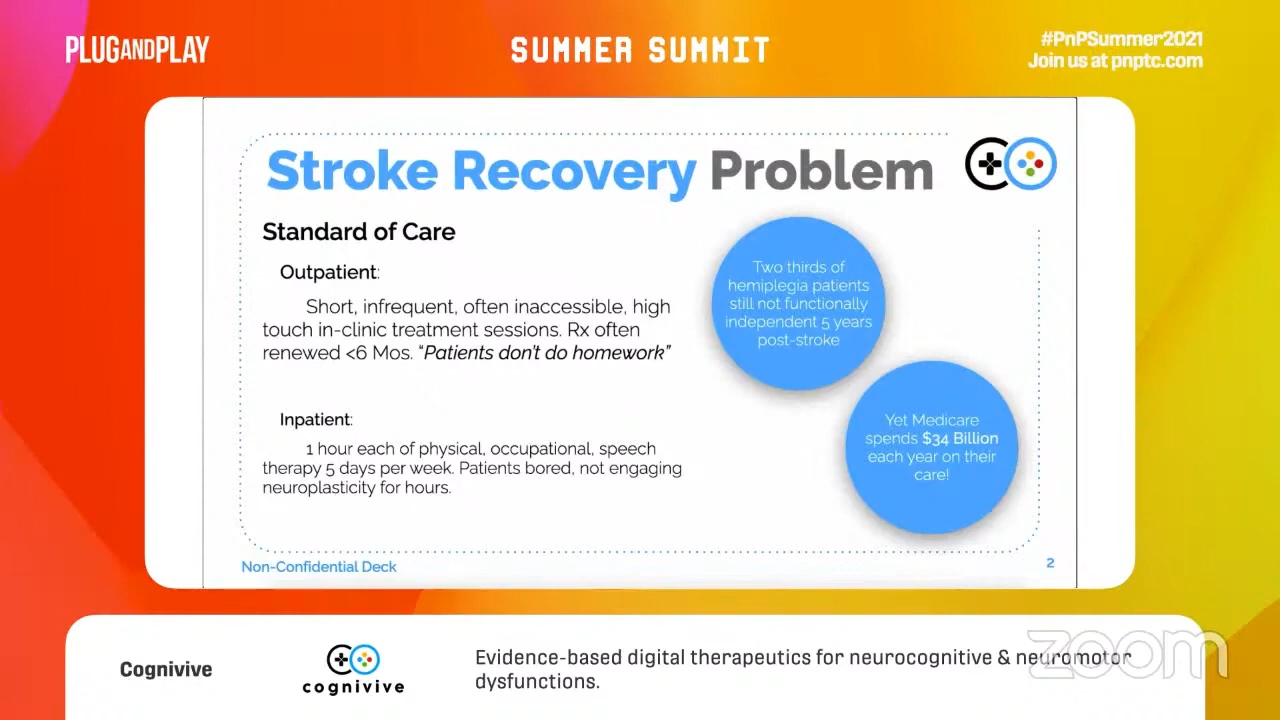 PLUGANDPLAY
SUMMER SUMMIT
#PnPSummer2021
Join us at pnptc.com
Stroke Recovery Problem
Standard of Care
Outpatient:
Short, infrequent, often inaccessible, high
touch in-clinic treatment sessions. Rx often
renewed <6 Mos. “Patients don’t do homework”
Inpatient:
1 hour each of physical, occupational, speech
therapy 5 days per week. Patients bored, not engaging
neuroplasticity for hours.
Two thirds of
hemiplegia patients
still not functionally
independent 5 years
post-stroke
Yet Medicare
spends $34 Billion
each year on their
care!
Non-Confidential Deck
2
Cognivive
cognivive
Evidence-based digital therapeutics for neurocognitive & neuromotor
dysfunctions.
zoom